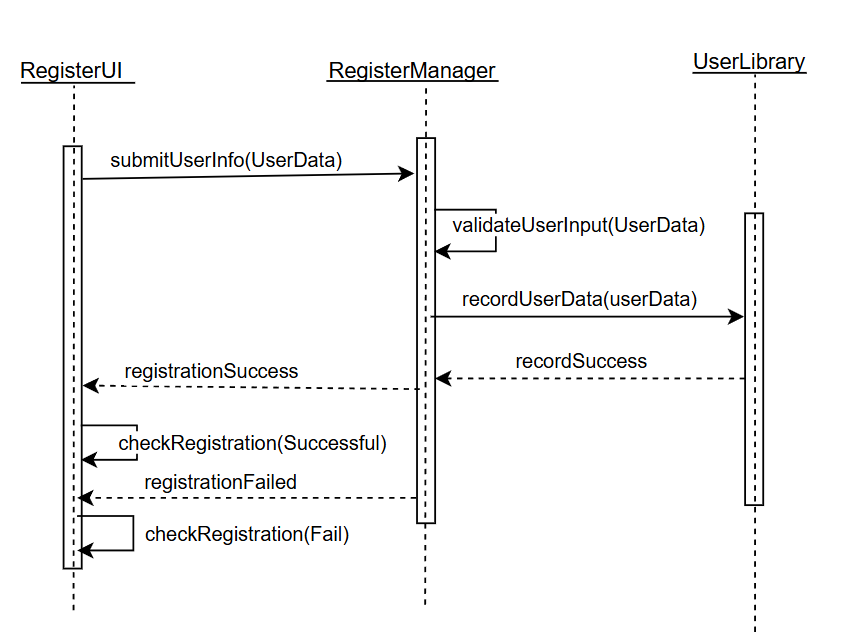 RegisterUI
RegisterManager
UserLibrary
submitUserInfo(UserData)
validateUserInput(UserData)
recordUserData(userData)
recordSuccess
registrationSuccess
checkRegistration(Successful)
registrationFailed
checkRegistration(Fail)